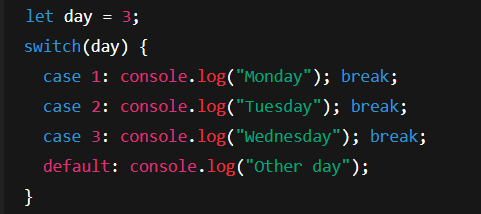 let day = 3;
switch(day) {
  case 1: console.log("Monday"); break;
  case 2: console.log("Tuesday"); break;
  case 3: console.log("Wednesday"); break;
  default: console.log("Other day");
}